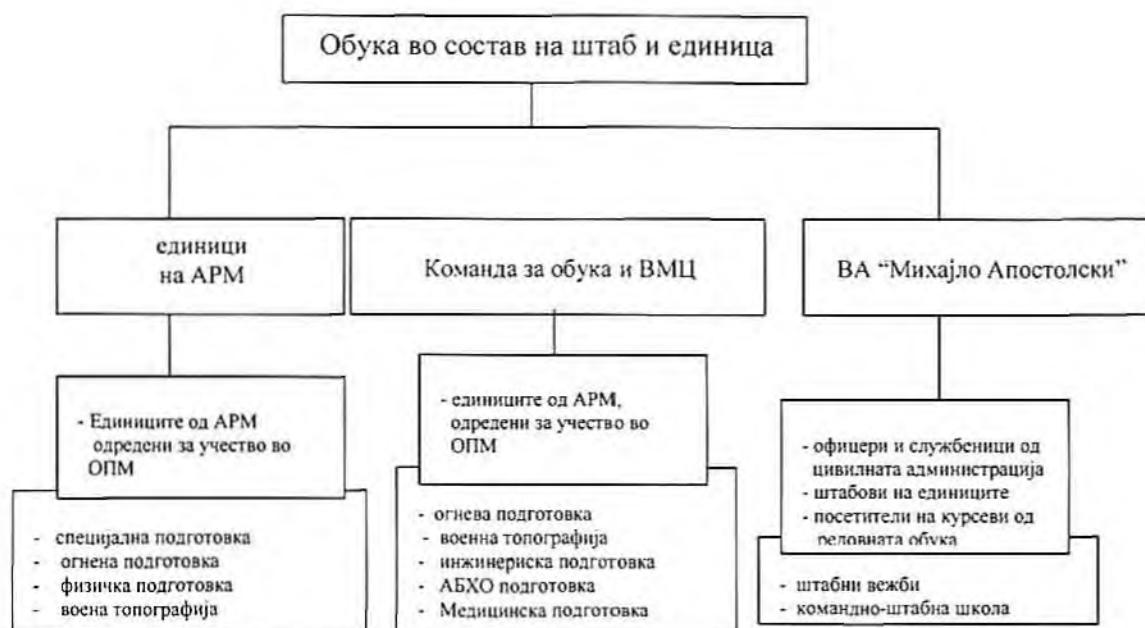 Обука во состав на штаб и единица
единици
на АРМ
Команда за обука и ВМЦ
ВА “Михајло Апостолски”
- Единиците од АРМ
одредени за учество во
ОПМ
- единиците од АРМ,
одредени за учество во
ОПМ
- офицери и службеници од
цивилната администрација
- штабови на единиците
- посетители на курсеви од
редовната обука
- специјална подготовка
- огнена подготовка
- физичка подготовка
- воена топографија
- огнева подготовка
- военна топографија
- инжинериска подготовка
- АБХО подготовка
- Медицинска подготовка
- штабни вежби
- командно-штабна школа